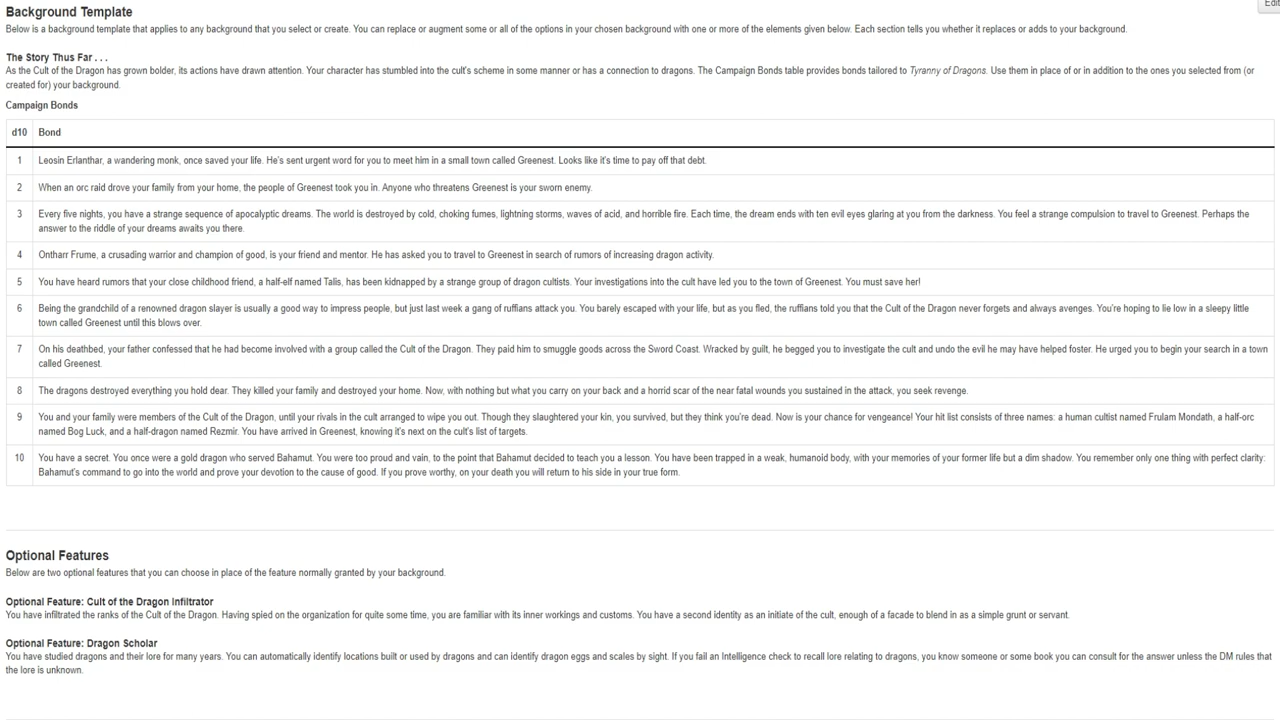 Edit
Background Template
Below is a background template that applies to any background that you select or create. You can replace or augment some or all of the options in your chosen background with one or more of the elements given below. Each section tells you whether it replaces or adds to your background.
The Story Thus Far . . .
As the Cult of the Dragon has grown bolder, its actions have drawn attention. Your character has stumbled into the cult's scheme in some manner or has a connection to dragons. The Campaign Bonds table provides bonds tailored to Tyranny of Dragons. Use them in place of or in addition to the ones you selected from (or
created for) your background.
Campaign Bonds
d10 Bond
1 Leosin Erlanthar, a wandering monk, once saved your life. He's sent urgent word for you to meet him in a small town called Greenest. Looks like it's time to pay off that debt.
2 When an orc raid drove your family from your home, the people of Greenest took you in. Anyone who threatens Greenest is your sworn enemy.
3 Every five nights, you have a strange sequence of apocalyptic dreams. The world is destroyed by cold, choking fumes, lightning storms, waves of acid, and horrible fire. Each time, the dream ends with ten evil eyes glaring at you from the darkness. You feel a strange compulsion to travel to Greenest. Perhaps the
answer to the riddle of your dreams awaits you there.
4 Ontharr Frume, a crusading warrior and champion of good, is your friend and mentor. He has asked you to travel to Greenest in search of rumors of increasing dragon activity.
5 You have heard rumors that your close childhood friend, a half-elf named Talis, has been kidnapped by a strange group of dragon cultists. Your investigations into the cult have led you to the town of Greenest. You must save her!
6 Being the grandchild of a renowned dragon slayer is usually a good way to impress people, but just last week a gang of ruffians attack you. You barely escaped with your life, but as you fled, the ruffians told you that the Cult of the Dragon never forgets and always avenges. You're hoping to lie low in a sleepy little
town called Greenest until this blows over.
7 On his deathbed, your father confessed that he had become involved with a group called the Cult of the Dragon. They paid him to smuggle goods across the Sword Coast. Wracked by guilt, he begged you to investigate the cult and undo the evil he may have helped foster. He urged you to begin your search in a town
called Greenest.
8 The dragons destroyed everything you hold dear. They killed your family and destroyed your home. Now, with nothing but what you carry on your back and a horrid scar of the near fatal wounds you sustained in the attack, you seek revenge.
9 You and your family were members of the Cult of the Dragon, until your rivals in the cult arranged to wipe you out. Though they slaughtered your kin, you survived, but they think you're dead. Now is your chance for vengeance! Your hit list consists of three names: a human cultist named Frulam Mondath, a half-orc
named Bog Luck, and a half-dragon named Rezmir. You have arrived in Greenest, knowing it's next on the cult's list of targets.
10 You have a secret. You once were a gold dragon who served Bahamut. You were too proud and vain, to the point that Bahamut decided to teach you a lesson. You have been trapped in a weak, humanoid body, with your memories of your former life but a dim shadow. You remember only one thing with perfect clarity:
Bahamut's command to go into the world and prove your devotion to the cause of good. If you prove worthy, on your death you will return to his side in your true form.
Optional Features
Below are two optional features that you can choose in place of the feature normally granted by your background.
Optional Feature: Cult of the Dragon Infiltrator
You have infiltrated the ranks of the Cult of the Dragon. Having spied on the organization for quite some time, you are familiar with its inner workings and customs. You have a second identity as an initiate of the cult, enough of a facade to blend in as a simple grunt or servant.
Optional Feature: Dragon Scholar
You have studied dragons and their lore for many years. You can automatically identify locations built or used by dragons and can identify dragon eggs and scales by sight. If you fail an Intelligence check to recall lore relating to dragons, you know someone or some book you can consult for the answer unless the DM rules that
the lore is unknown.